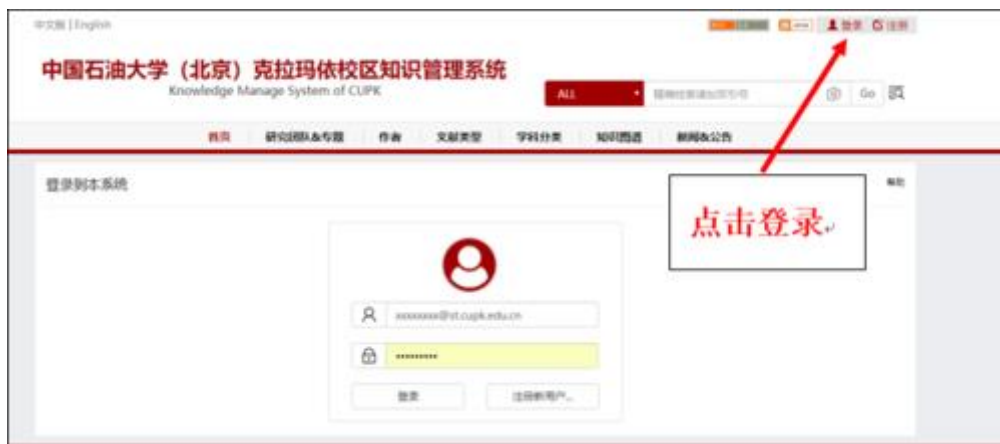 中文版 | English
登录 注册
中国石油大学（北京）克拉玛依校区知识管理系统
Knowledge Manage System of CUPK
ALL
Go
首页 研究团队&专题 作者 文献类型 学科分类 知识图谱 新闻&公告
登录到本系统
帮助
点击登录
xxxxxxxx@st.cupk.edu.cn
登录 注册新用户...